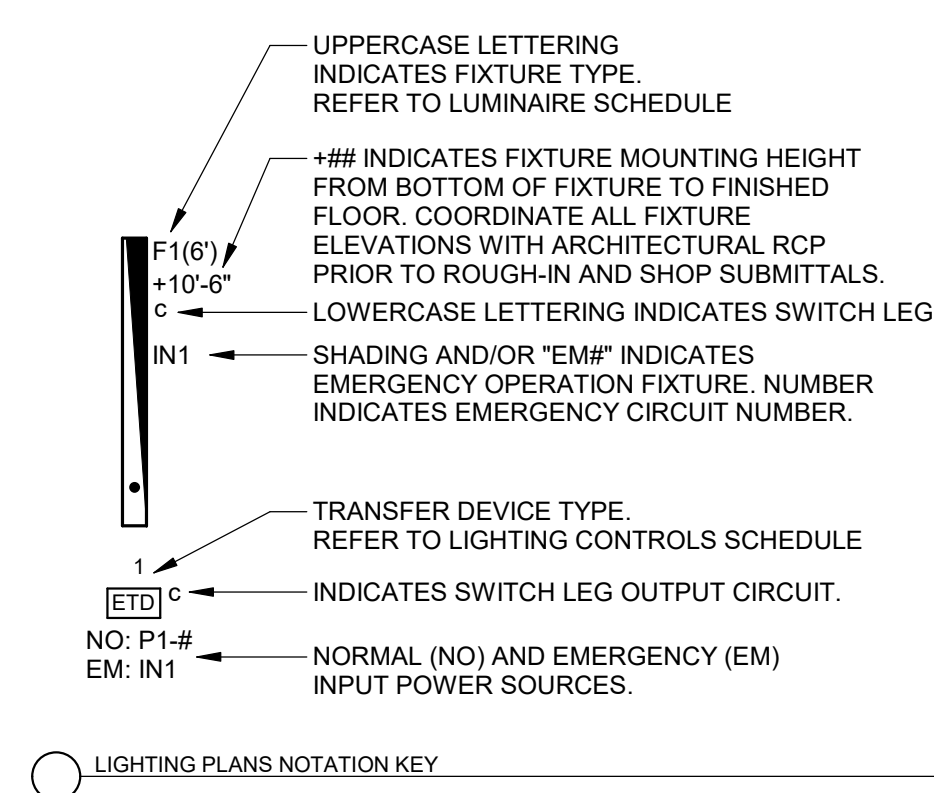 UPPERCASE LETTERING
INDICATES FIXTURE TYPE.
REFER TO LUMINAIRE SCHEDULE
+## INDICATES FIXTURE MOUNTING HEIGHT
FROM BOTTOM OF FIXTURE TO FINISHED
FLOOR. COORDINATE ALL FIXTURE
ELEVATIONS WITH ARCHITECTURAL RCP
PRIOR TO ROUGH-IN AND SHOP SUBMITTALS.
F1(6')
+10'-6"
c
LOWERCASE LETTERING INDICATES SWITCH LEG
IN1
SHADING AND/OR "EM#" INDICATES
EMERGENCY OPERATION FIXTURE. NUMBER
INDICATES EMERGENCY CIRCUIT NUMBER.
TRANSFER DEVICE TYPE.
REFER TO LIGHTING CONTROLS SCHEDULE
1
ETD
c
INDICATES SWITCH LEG OUTPUT CIRCUIT.
NO: P1-#
EM: IN1
NORMAL (NO) AND EMERGENCY (EM)
INPUT POWER SOURCES.
LIGHTING PLANS NOTATION KEY